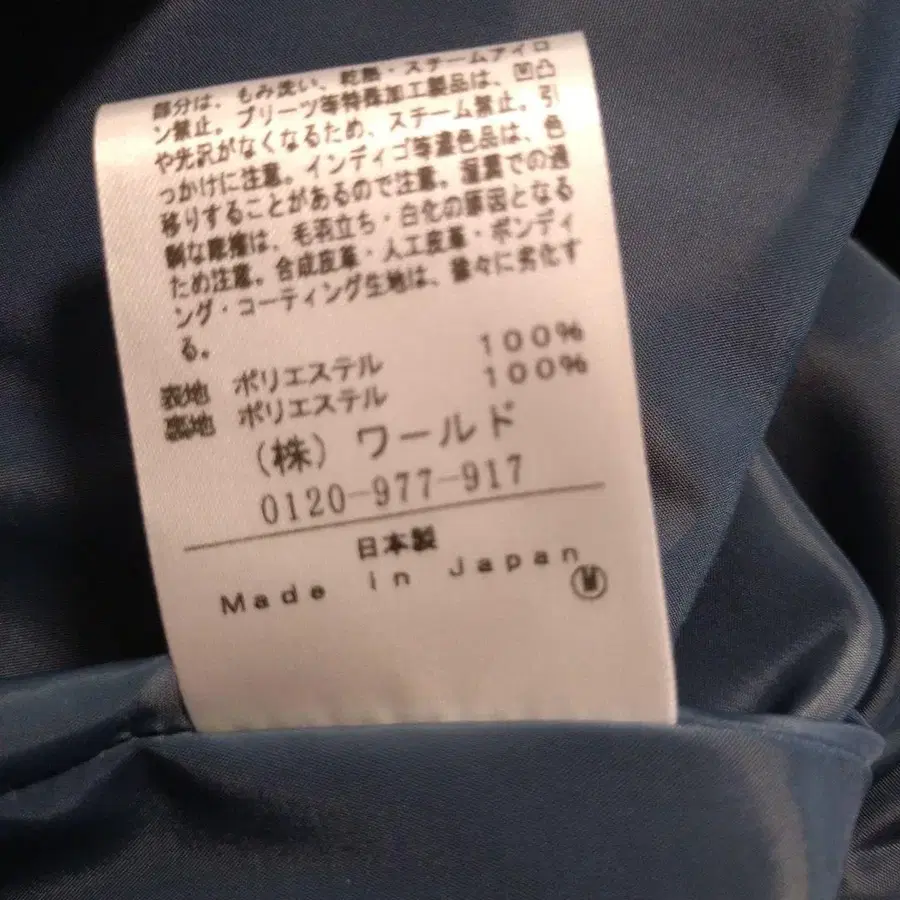 部分は、もみ洗い、乾熱・スチームアイロ
ン禁止。プリーツ等特殊加工製品は、凹凸
や光沢がなくなるため、スチーム禁止。引
っかけに注意。インディゴ等濃色品は、色
移りすることがあるので注意。湿潤での過
剰な摩擦は、毛羽立ち・白化の原因となる
ため注意。合成皮革・人工皮革・ボンディ
ング・コーティング生地は、徐々に劣化す
る。
表地 ポリエステル 100%
裏地 ポリエステル 100%
(株) ワールド
0120-977-917
日本製
Made in Japan
W